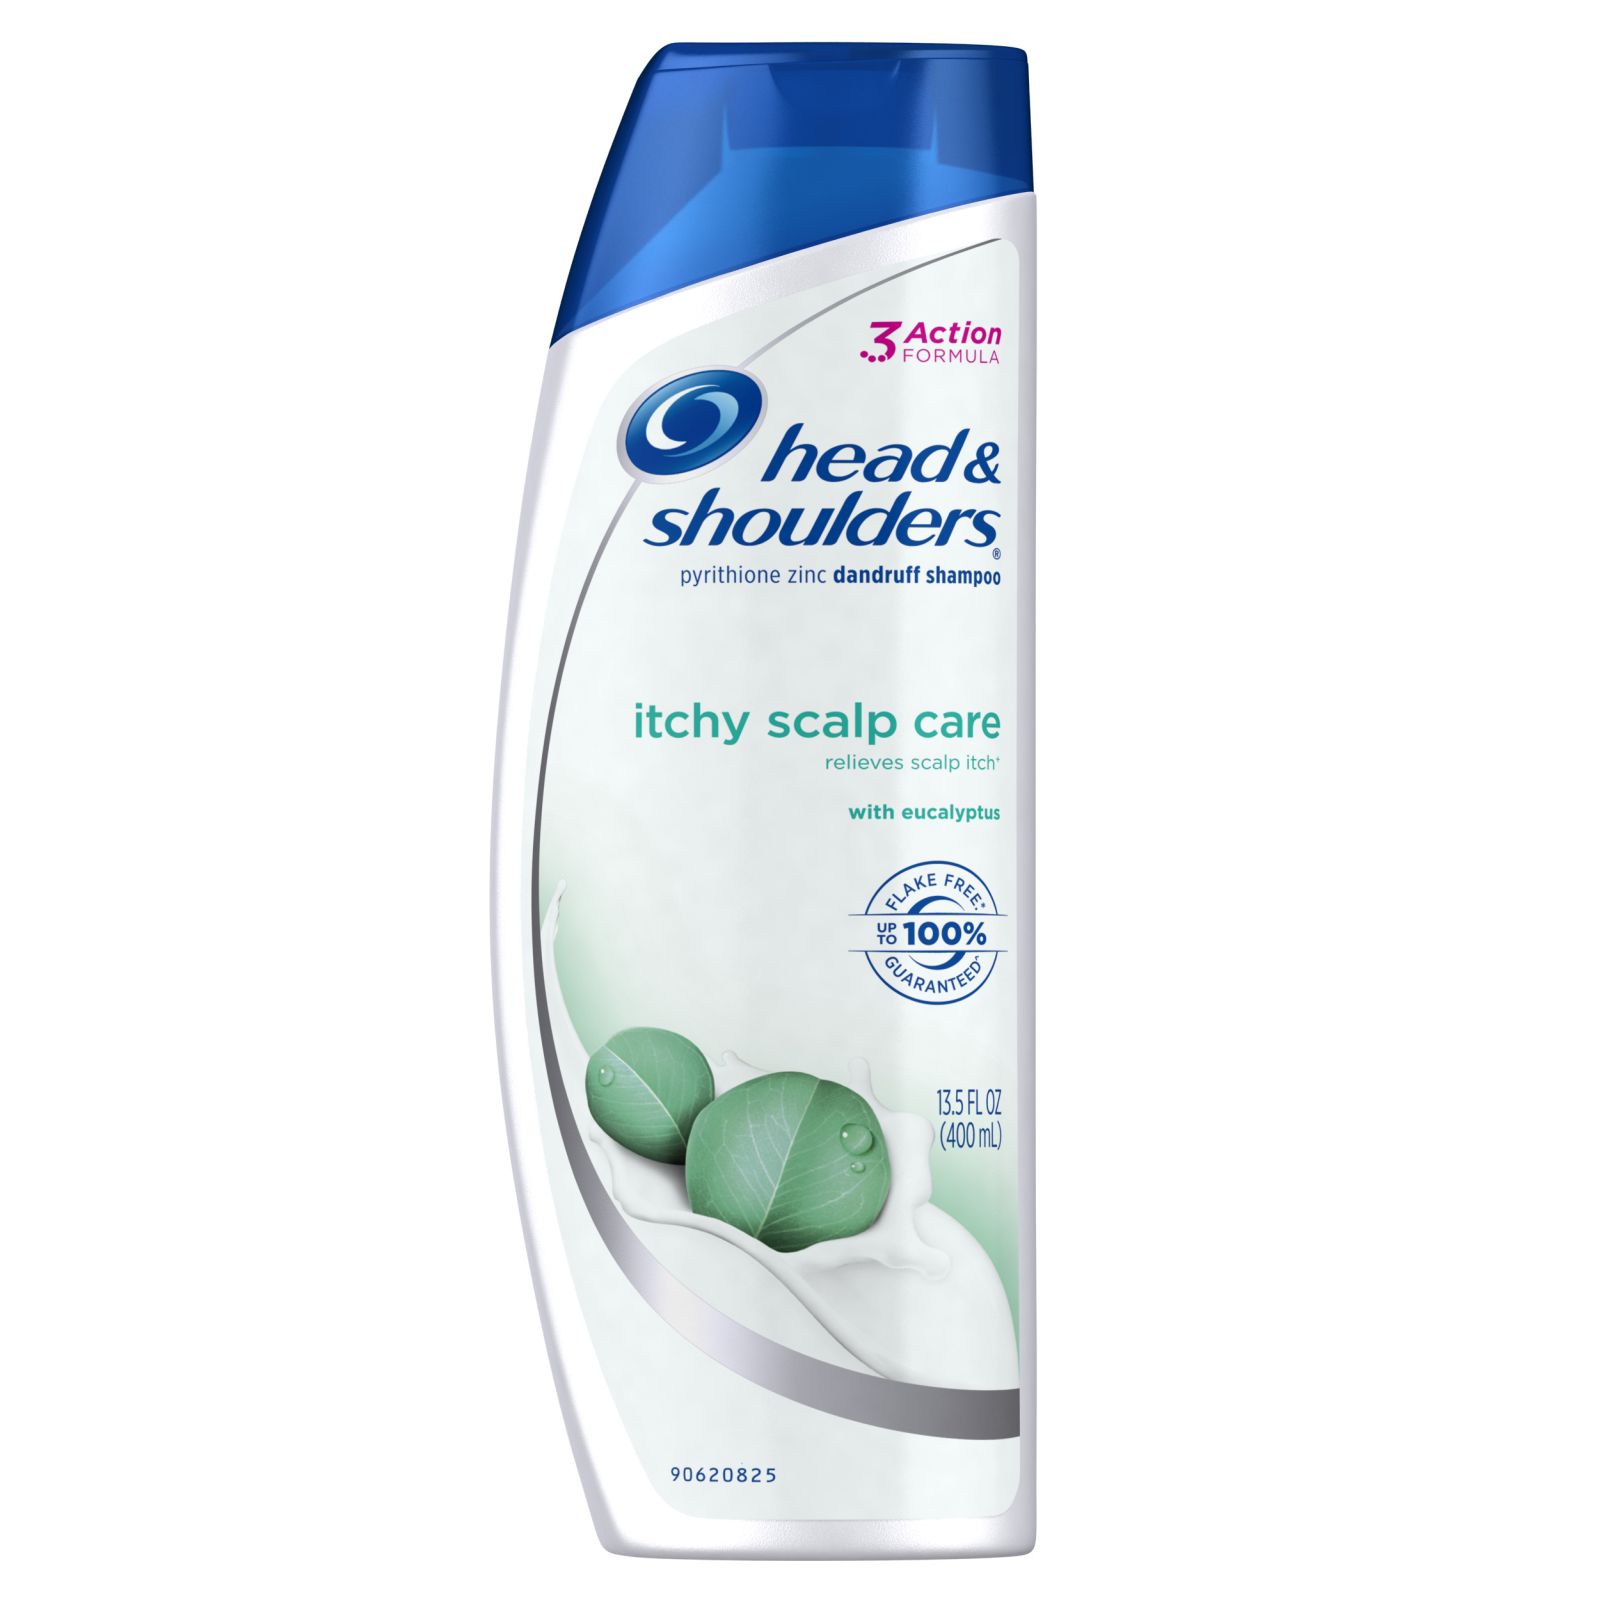 3 Action
FORMULA
head &
shoulders®
pyrithione zinc dandruff shampoo
itchy scalp care
relieves scalp itch⁺
with eucalyptus
FLAKE FREE.*
UP TO 100%
GUARANTEED^
13.5 FL OZ
(400 mL)
90620825